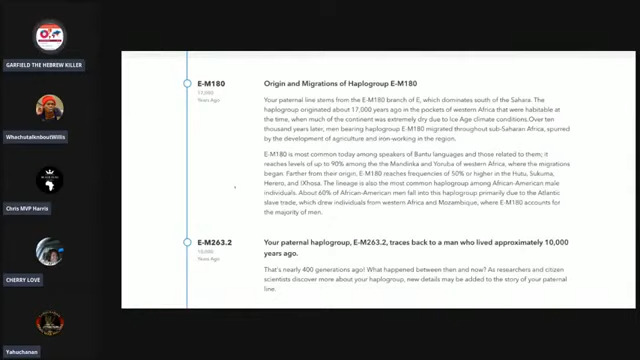 GARFIELD THE HEBREW KILLER
WhachutalknboutWillis
Chris MVP Harris
CHERRY LOVE
Yahuchanan
E-M180
17,000
Years Ago
Origin and Migrations of Haplogroup E-M180
Your paternal line stems from the E-M180 branch of E, which dominates south of the Sahara. The
haplogroup originated about 17,000 years ago in the pockets of western Africa that were habitable at
the time, when much of the continent was extremely dry due to Ice Age climate conditions.Over ten
thousand years later, men bearing haplogroup E-M180 migrated throughout sub-Saharan Africa, spurred
by the development of agriculture and iron-working in the region.
E-M180 is most common today among speakers of Bantu languages and those related to them; it
reaches levels of up to 90% among the the Mandinka and Yoruba of western Africa, where the migrations
began. Farther from their origin, E-M180 reaches frequencies of 50% or higher in the Hutu, Sukuma,
Herero, and !Xhosa. The lineage is also the most common haplogroup among African-American male
individuals. About 60% of African-American men fall into this haplogroup primarily due to the Atlantic
slave trade, which drew individuals from western Africa and Mozambique, where E-M180 accounts for
the majority of men.
E-M263.2
10,000
Years Ago
Your paternal haplogroup, E-M263.2, traces back to a man who lived approximately 10,000
years ago.
That's nearly 400 generations ago! What happened between then and now? As researchers and citizen
scientists discover more about your haplogroup, new details may be added to the story of your paternal
line.